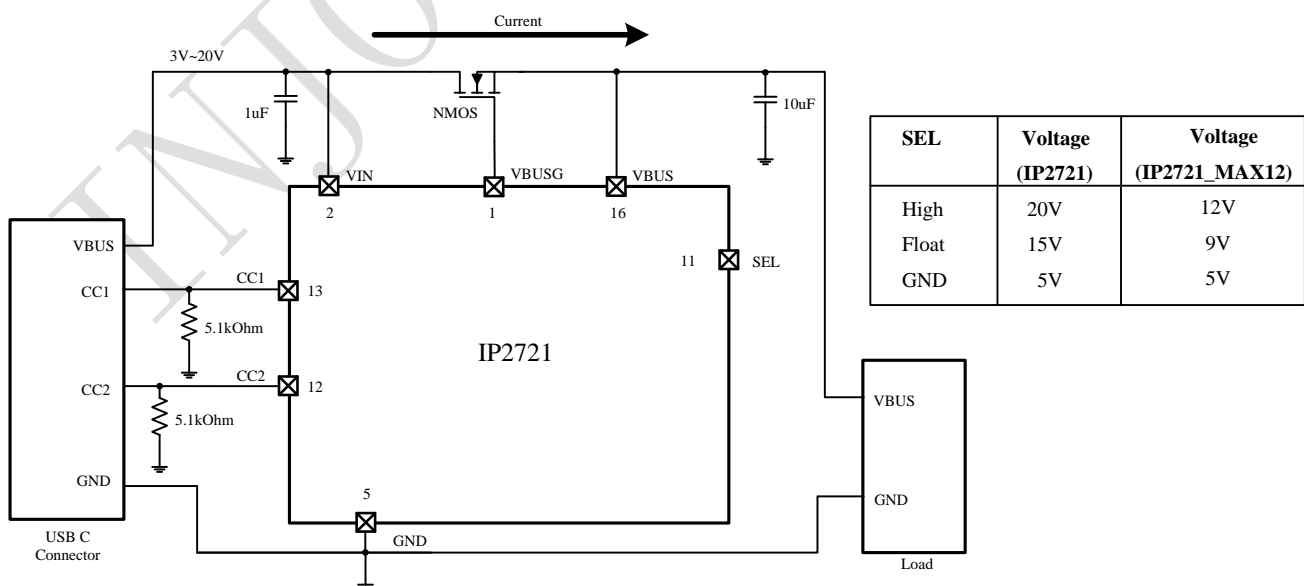 Current
3V~20V
1uF
NMOS
10uF
VIN
VBUSG
VBUS
2
1
16
11
SEL
VBUS
CC1
CC1
13
5.1kOhm
IP2721
CC2
CC2
12
5.1kOhm
GND
5
GND
USB C
Connector
VBUS
GND
Load
SEL Voltage Voltage
(IP2721) (IP2721_MAX12)
High 20V 12V
Float 15V 9V
GND 5V 5V